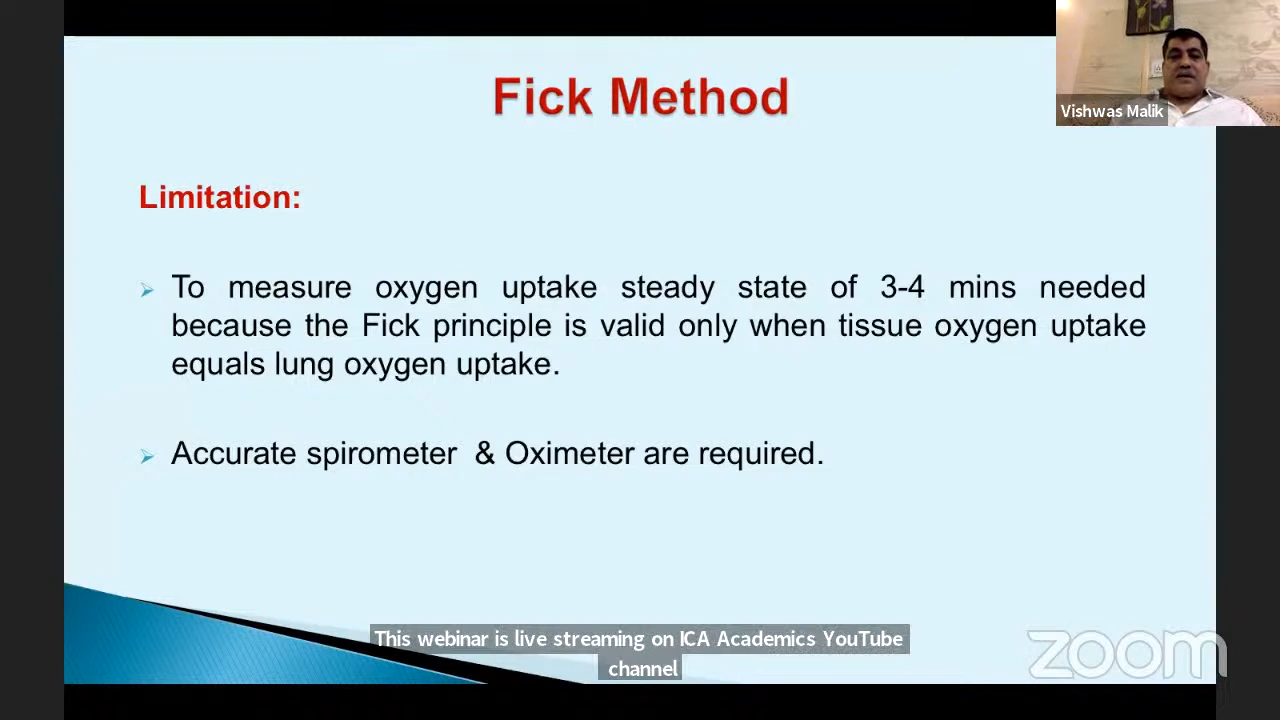 Fick Method
Vishwas Malik
Limitation:
To measure oxygen uptake steady state of 3-4 mins needed
because the Fick principle is valid only when tissue oxygen uptake
equals lung oxygen uptake.
Accurate spirometer & Oximeter are required.
This webinar is live streaming on ICA Academics YouTube
channel
zoom